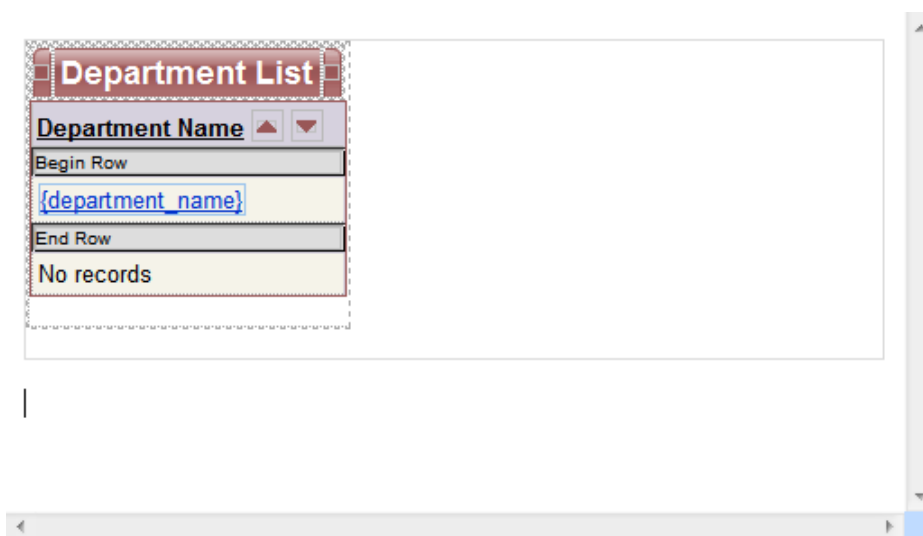 Department List
Department Name
Begin Row
{department_name}
End Row
No records